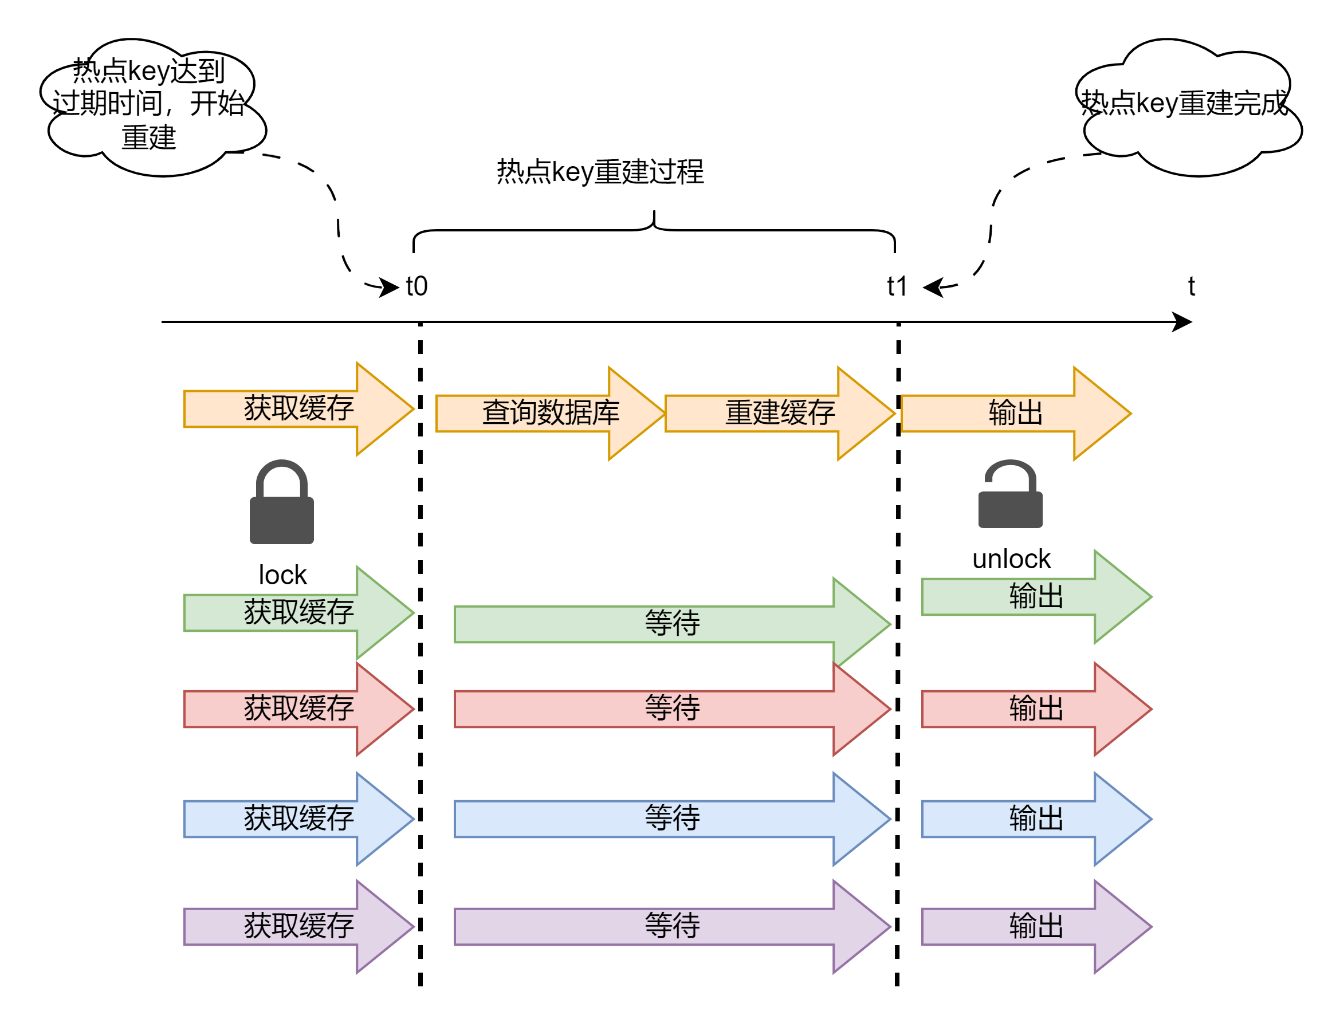 热点key达到
过期时间，开始
重建
热点key重建完成
热点key重建过程
t0
t1
t
获取缓存
查询数据库
重建缓存
输出
lock
unlock
获取缓存
等待
输出
获取缓存
等待
输出
获取缓存
等待
输出
获取缓存
等待
输出